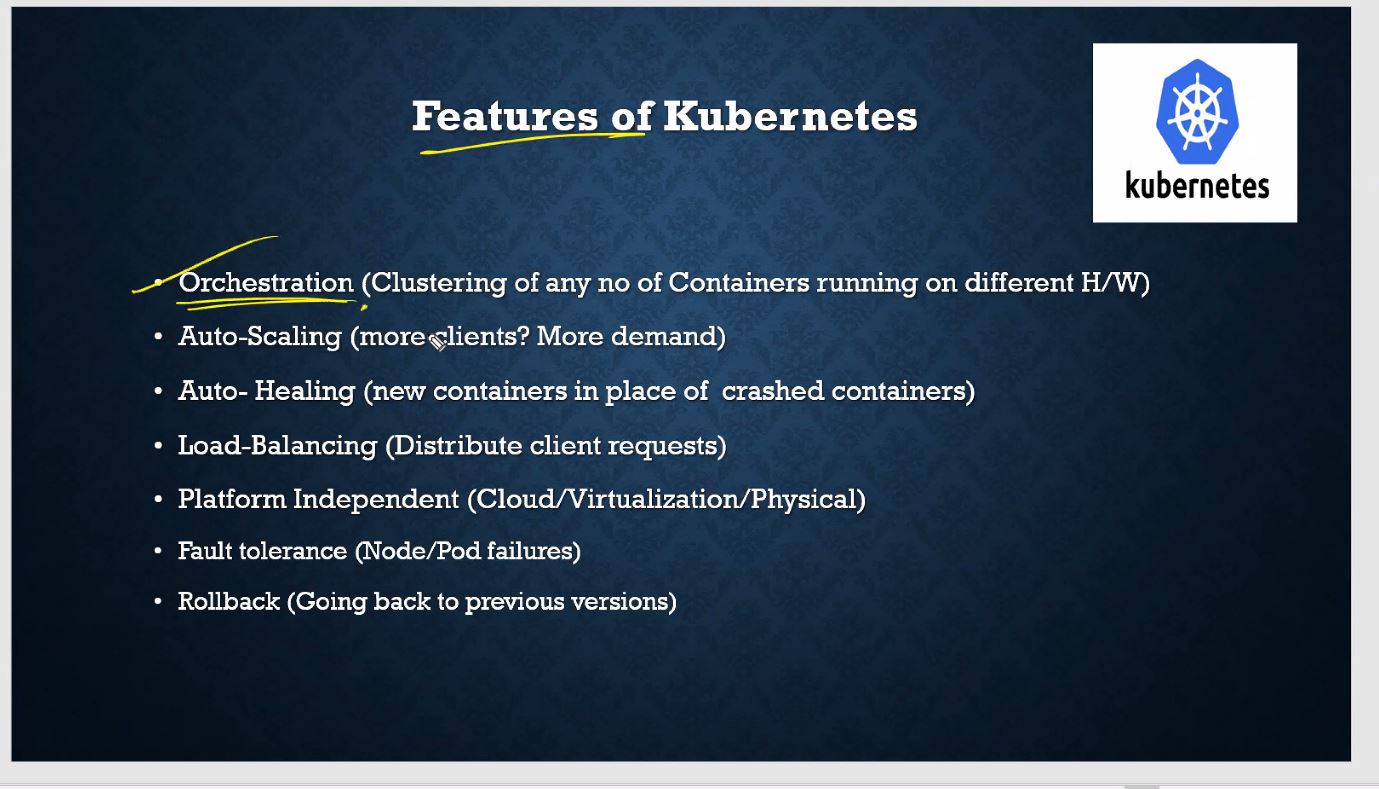 Features of Kubernetes
kubernetes
• Orchestration (Clustering of any no of Containers running on different H/W)
• Auto-Scaling (more clients? More demand)
• Auto- Healing (new containers in place of crashed containers)
• Load-Balancing (Distribute client requests)
• Platform Independent (Cloud/Virtualization/Physical)
• Fault tolerance (Node/Pod failures)
• Rollback (Going back to previous versions)